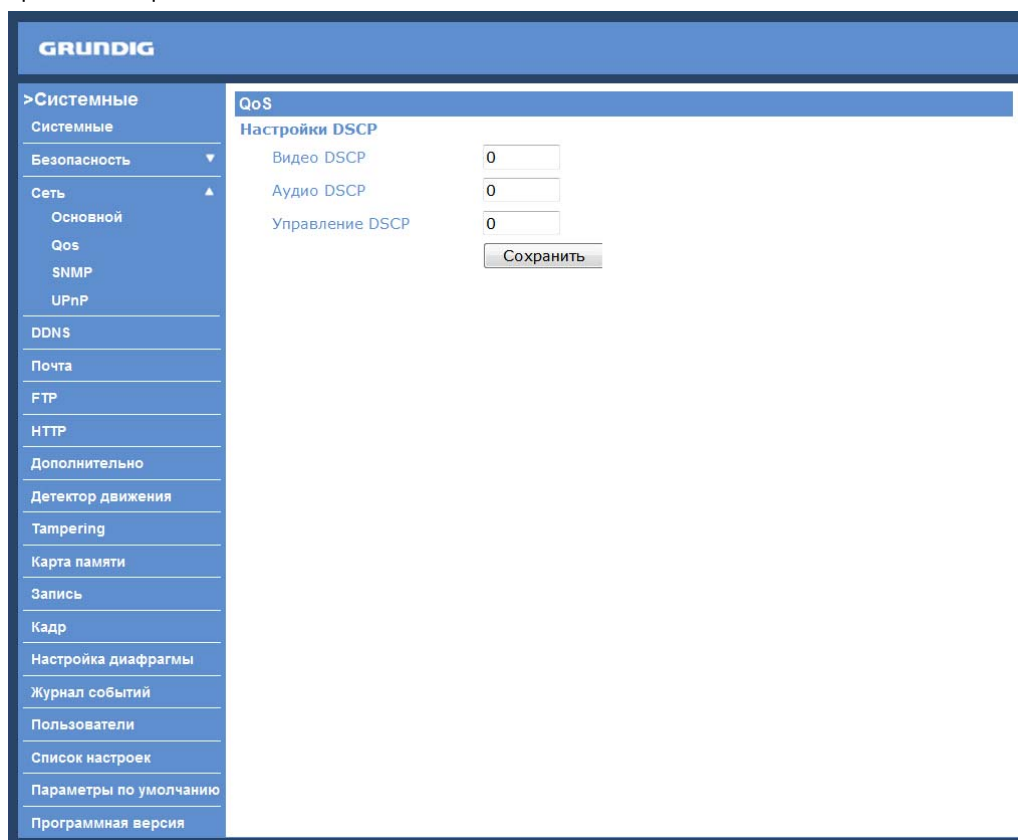 GRUNDIG
>Системные
Системные
Безопасность
Сеть
Основной
Qos
SNMP
UPnP
DDNS
Почта
FTP
HTTP
Дополнительно
Детектор движения
Tampering
Карта памяти
Запись
Кадр
Настройка диафрагмы
Журнал событий
Пользователи
Список настроек
Параметры по умолчанию
Программная версия
QoS
Настройки DSCP
Видео DSCP 0
Аудио DSCP 0
Управление DSCP 0
Сохранить